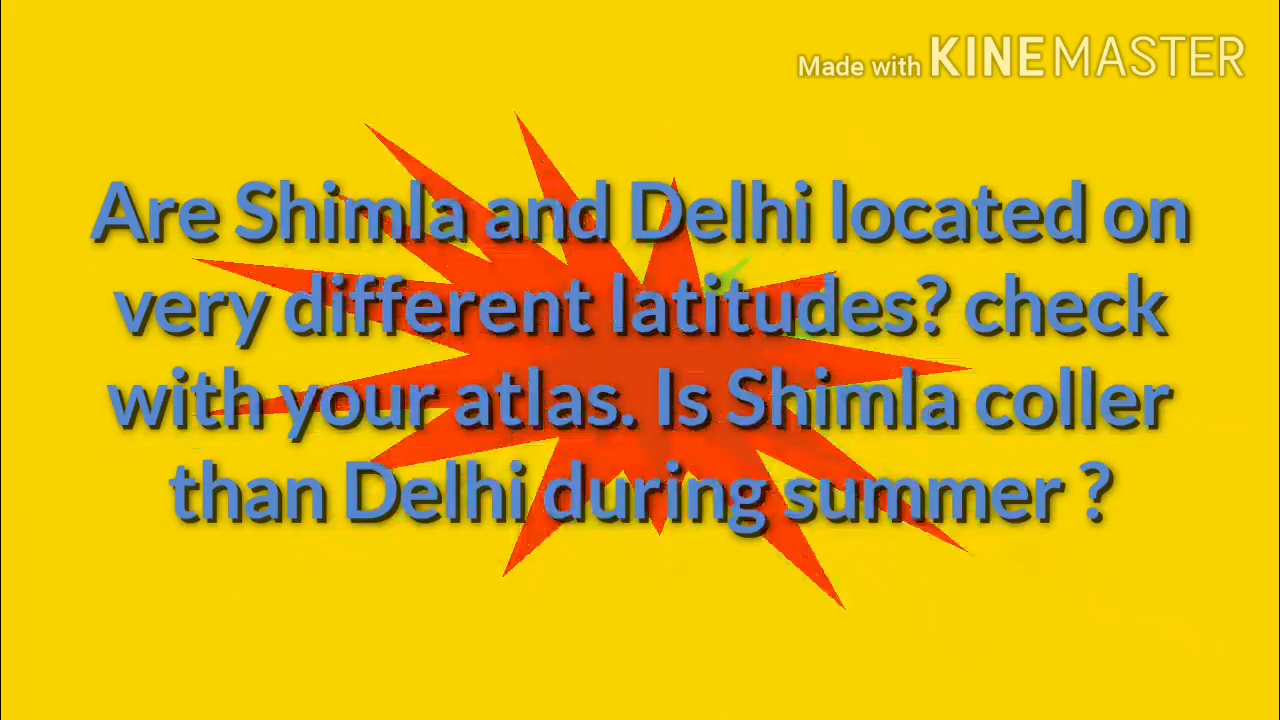 Made with KINEMASTER
Are Shimla and Delhi located on
very different latitudes? check
with your atlas. Is Shimla coller
than Delhi during summer ?